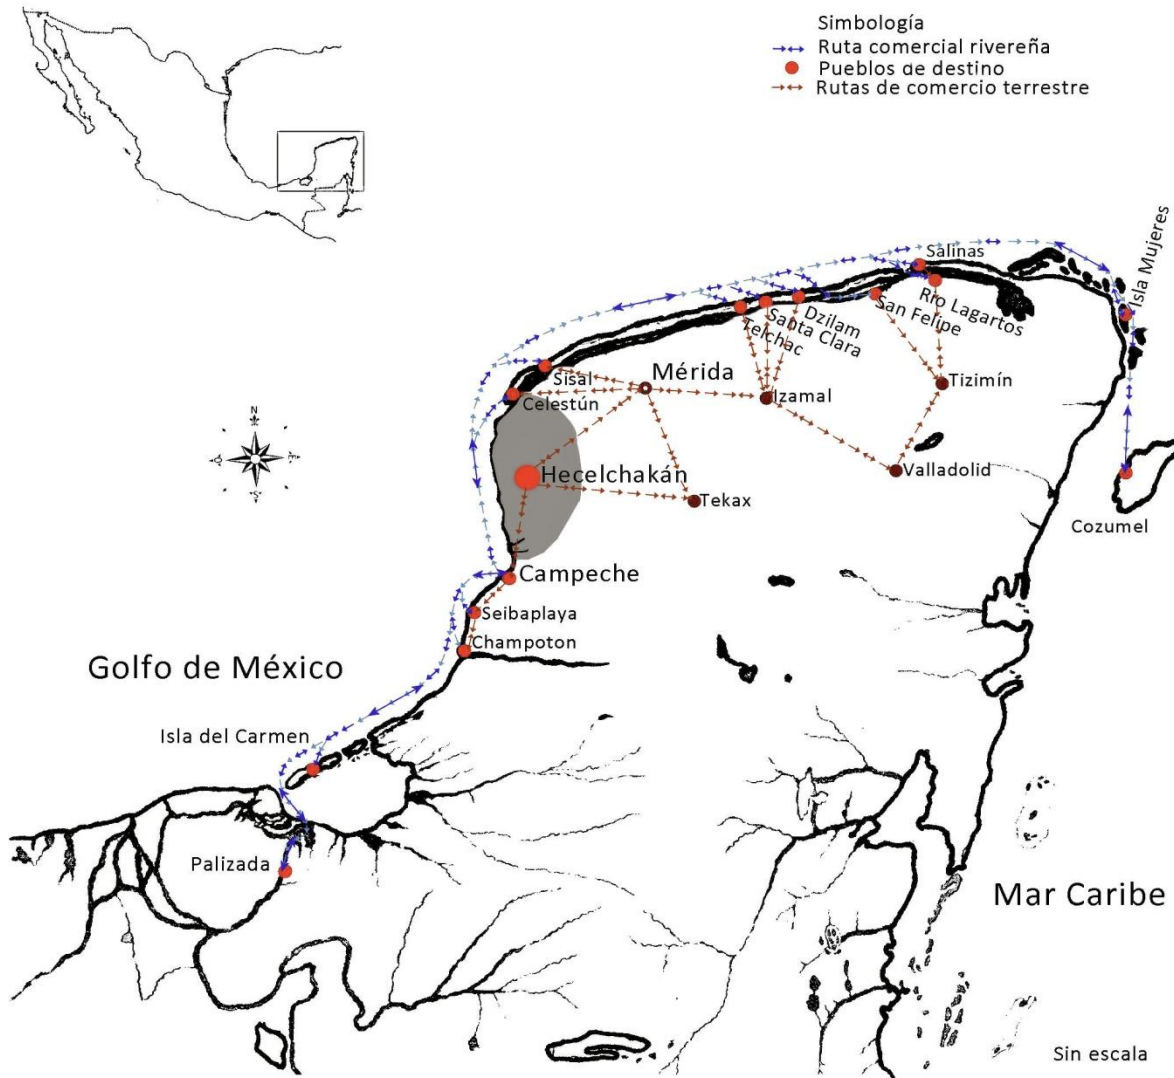 Simbología
Ruta comercial rivereña
Pueblos de destino
Rutas de comercio terrestre
Isla Mujeres
Salinas
Río Lagartos
San Felipe
Dzilam
Santa Clara
Telchac
Sisal
Mérida
Celestún
Izamal
Tizimín
N
E
S
O
Hecelchakán
Valladolid
Tekax
Cozumel
Campeche
Seibaplaya
Champoton
Golfo de México
Isla del Carmen
Palizada
Mar Caribe
Sin escala